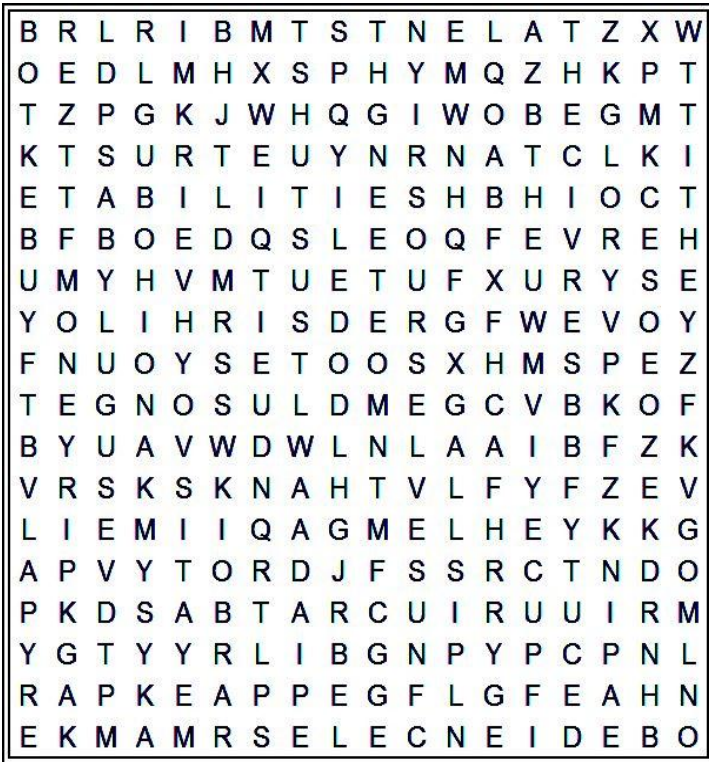 B R L R I B M T S T N E L A T Z X W
O E D L M H X S P H Y M Q Z H K P T
T Z P G K J W H Q G I W O B E G M T
K T S U R T E U Y N R N A T C L K I
E T A B I L I T I E S H B H I O C T
B F B O E D Q S L E O Q F E V R E H
U M Y H V M T U E T U F X U R Y S E
Y O L I H R I S D E R G F W E V O Y
F N U O Y S E T O O S X H M S P E Z
T E G N O S U L D M E G C V B K O F
B Y U A V W D W L N L A A I B F Z K
V R S K S K N A H T V L F Y F Z E V
L I E M I I Q A G M E L H E Y K K G
A P V Y T O R D J F S S R C T N D O
P K D S A B T A R C U I R U U I R M
Y G T Y Y R L I B G N P Y P C P N L
R A P K E A P P E G F L G F E A H N
E K M A M R S E L E C N E I D E B O